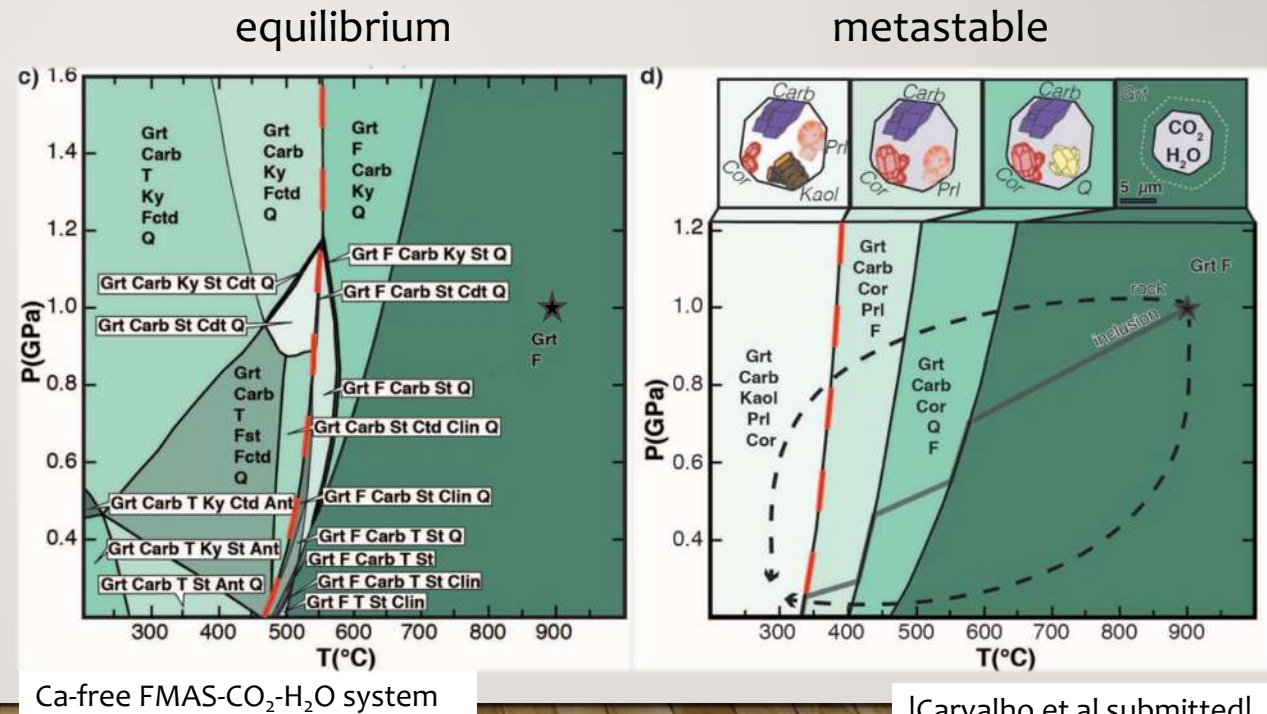 equilibrium
metastable
c)
1.6
1.4
1.2
1.0
0.8
0.6
0.4
P(GPa)
300 400 500 600 700 800 900
T(°C)
Grt
Carb
T
Ky
Fctd
Q
Grt
Carb
Ky
Fctd
Q
Grt
F
Carb
Ky
Q
Grt F Carb Ky St Q
Grt Carb Ky St Cdt Q
Grt F Carb St Cdt Q
Grt Carb St Cdt Q
Grt
F
Grt
Carb
T
Fst
Fctd
Q
Grt F Carb St Q
Grt Carb St Ctd Clin Q
Grt Carb T Ky Ctd Ant
Grt F Carb St Clin Q
Grt F Carb T St Q
Grt Carb T Ky St Ant
Grt F Carb T St
Grt Carb T St Ant Q
Grt F Carb T St Clin
Grt F T St Clin
Ca-free FMAS-CO₂-H₂O system
d)
Carb
Prl
Cor
Kaol
Carb
Cor
Prl
Carb
Cor
Q
Grt
CO₂
H₂O
5 μm
1.2
1.0
0.8
0.6
0.4
P(GPa)
300 400 500 600 700 800 900
T(°C)
Grt
Carb
Cor
Prl
F
Grt F
rock
inclusion
Grt
Carb
Kaol
Prl
Cor
Grt
Carb
Cor
Q
F
|Carvalho et al submitted|